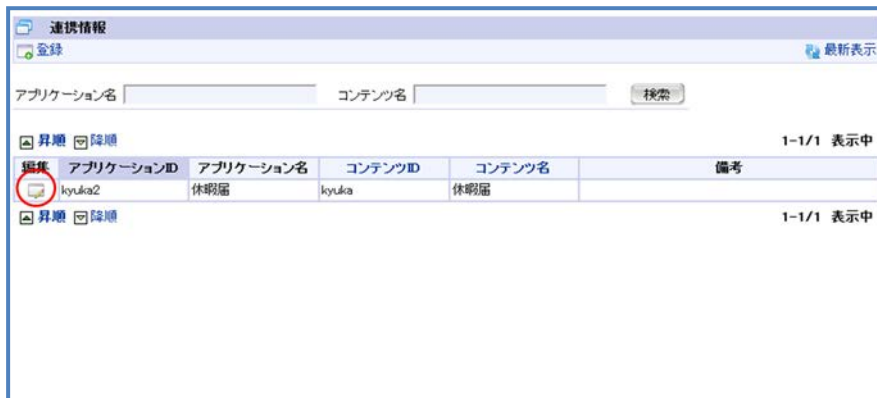 連携情報
登録 最新表示
アプリケーション名 コンテンツ名 検索
昇順 降順 1-1/1 表示中
編集 アプリケーションID アプリケーション名 コンテンツID コンテンツ名 備考
kyuka2 休暇届 kyuka 休暇届
昇順 降順 1-1/1 表示中